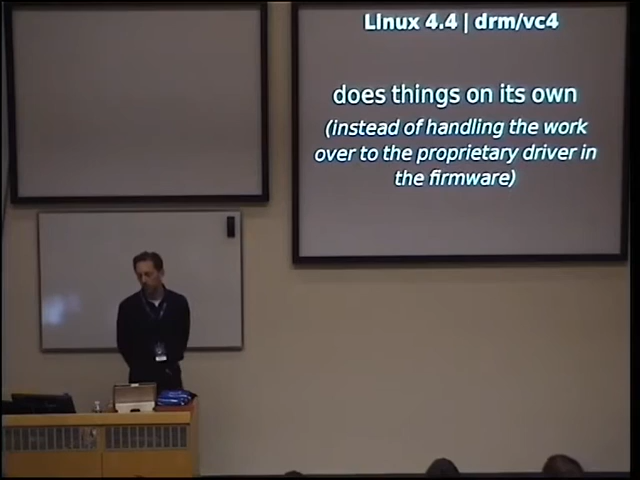 Linux 4.4 | drm/vc4
does things on its own
(instead of handling the work
over to the proprietary driver in
the firmware)